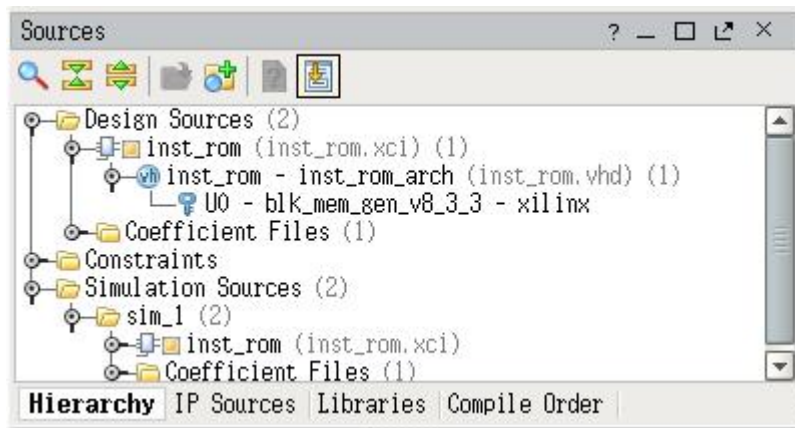 Sources
Design Sources (2)
inst_rom (inst_rom.xci) (1)
inst_rom - inst_rom_arch (inst_rom.vhd) (1)
U0 - blk_mem_gen_v8_3_3 - xilinx
Coefficient Files (1)
Constraints
Simulation Sources (2)
sim_1 (2)
inst_rom (inst_rom.xci)
Coefficient Files (1)
Hierarchy IP Sources Libraries Compile Order